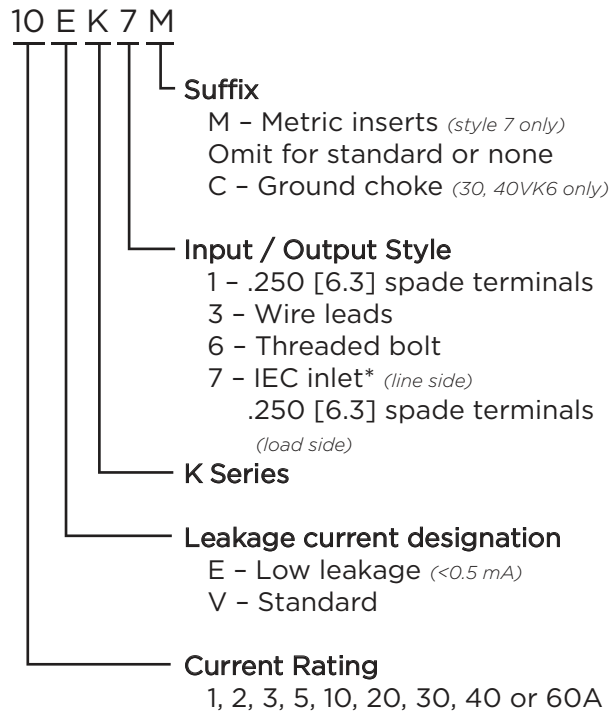 10 E K 7 M
Suffix
M – Metric inserts (style 7 only)
Omit for standard or none
C – Ground choke (30, 40VK6 only)
Input / Output Style
1 – .250 [6.3] spade terminals
3 – Wire leads
6 – Threaded bolt
7 – IEC inlet* (line side)
.250 [6.3] spade terminals
(load side)
K Series
Leakage current designation
E – Low leakage (<0.5 mA)
V – Standard
Current Rating
1, 2, 3, 5, 10, 20, 30, 40 or 60A